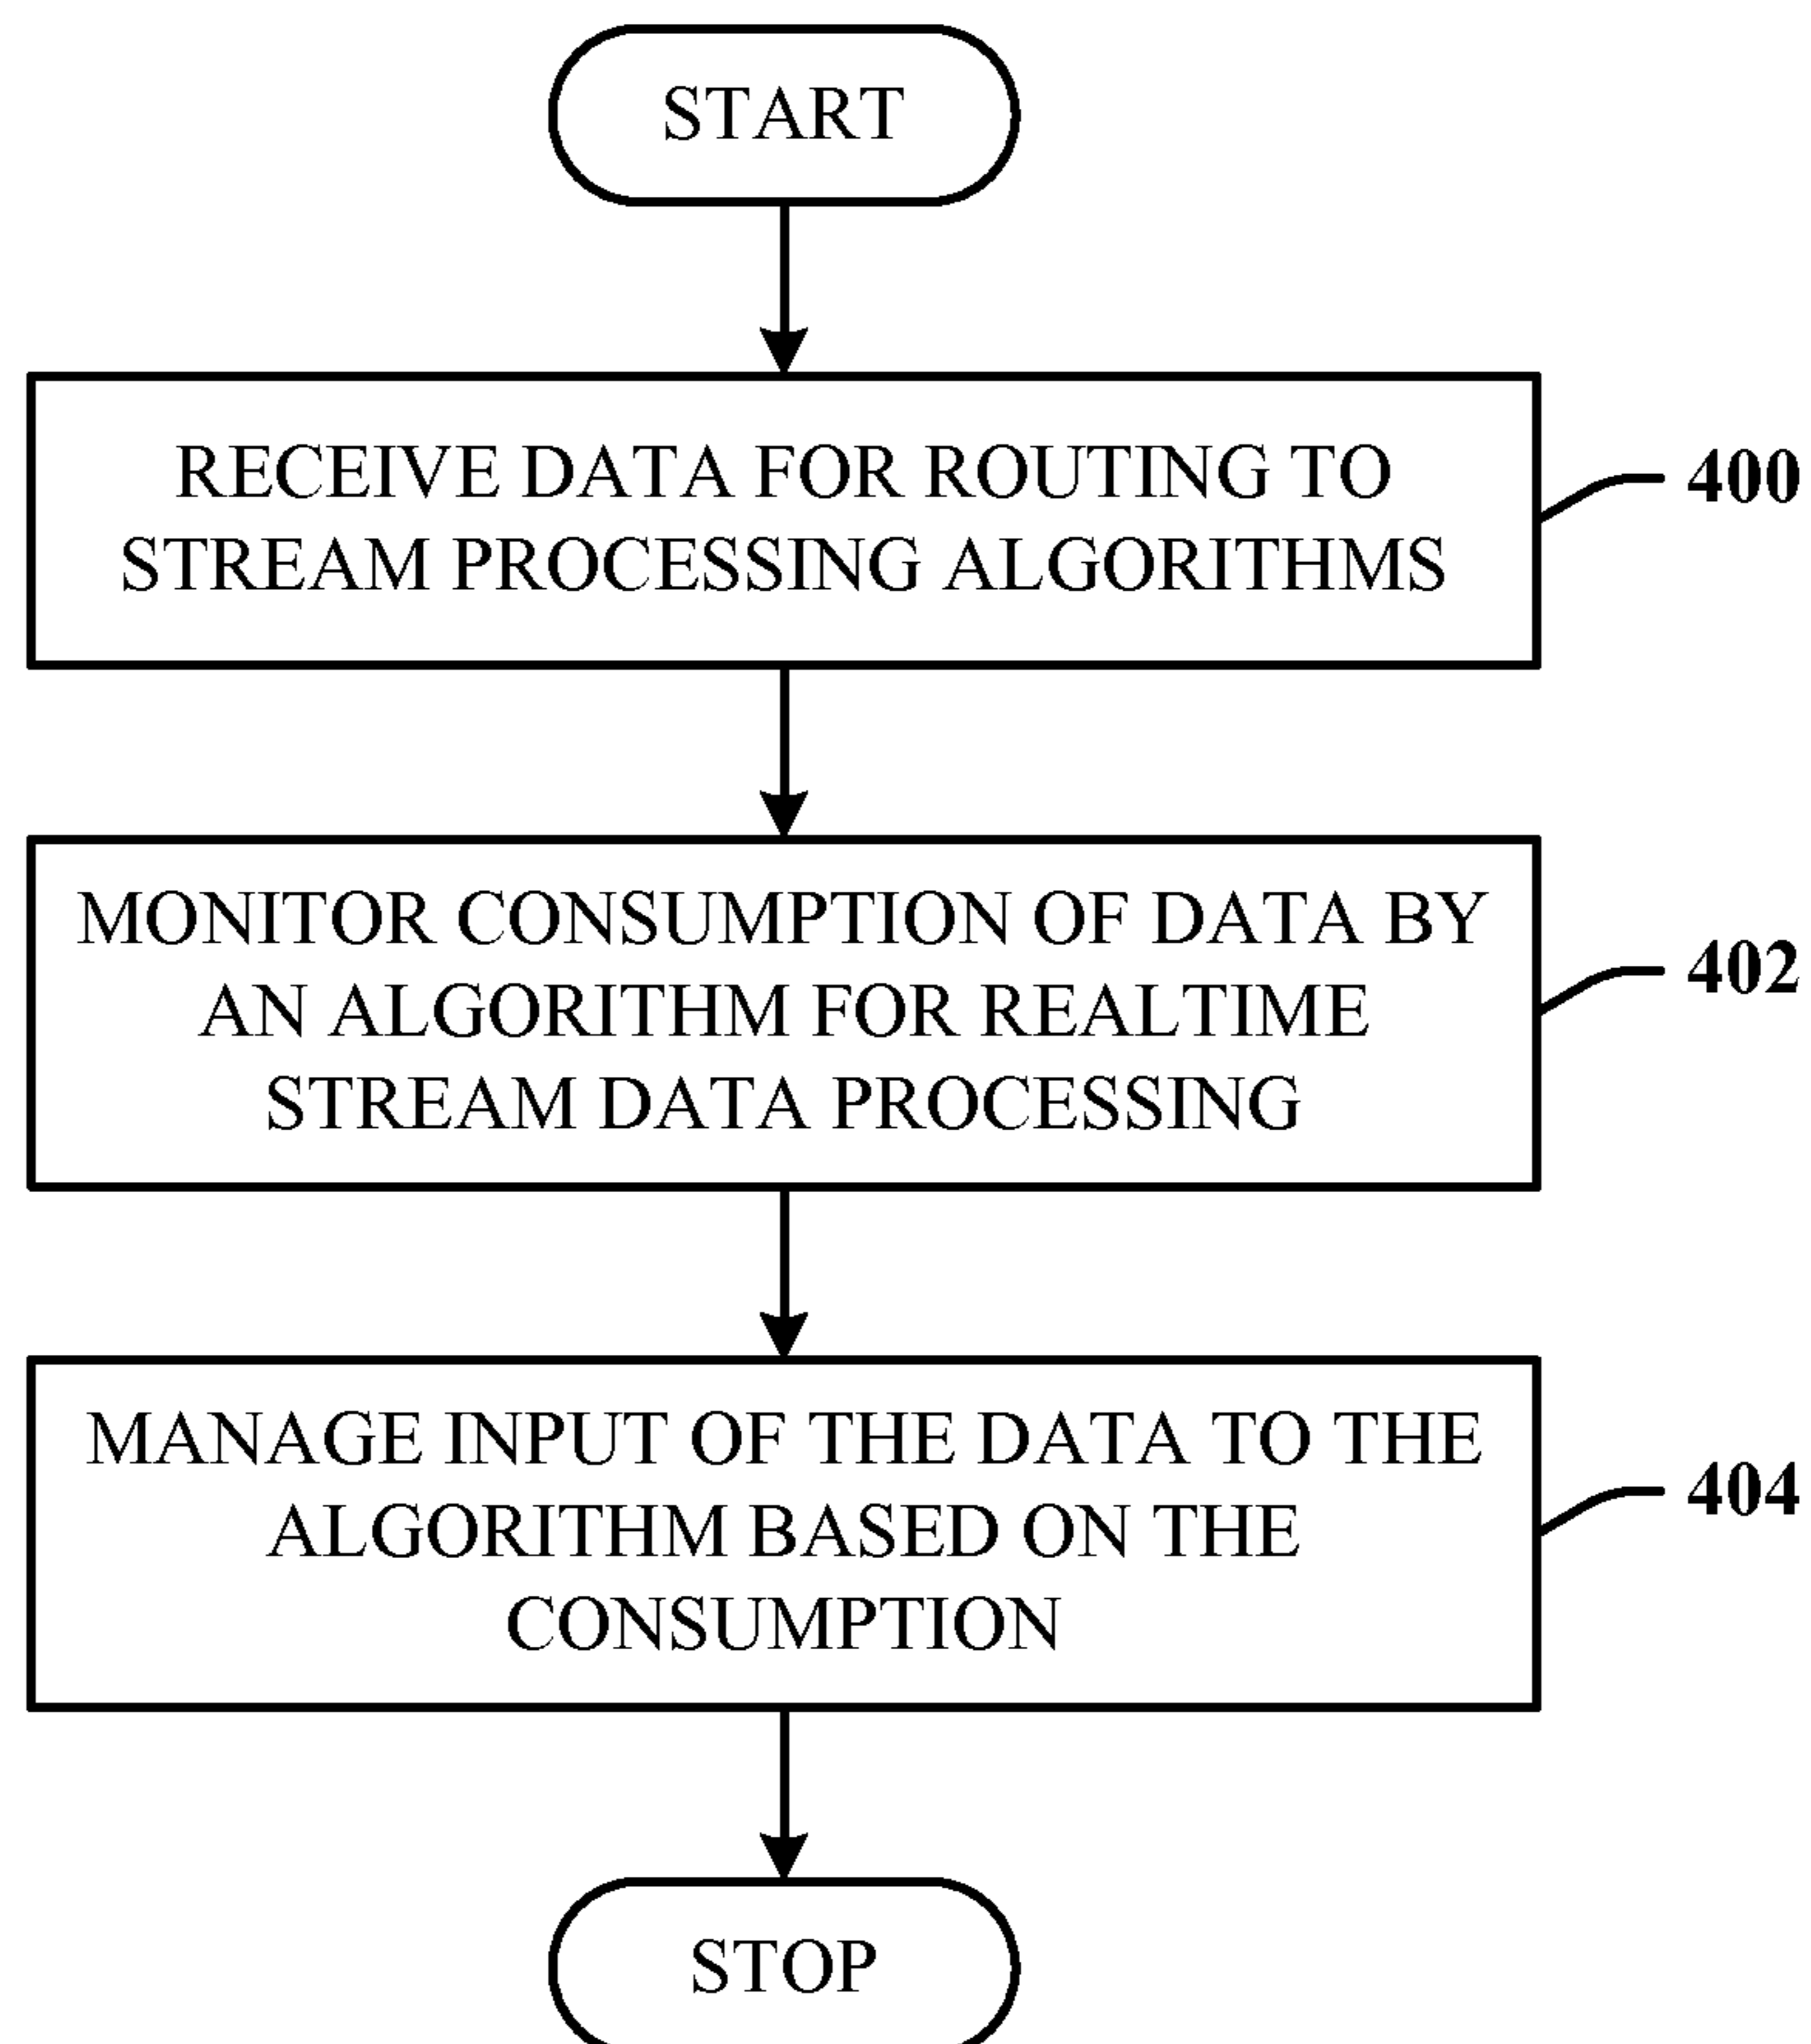 START
RECEIVE DATA FOR ROUTING TO
STREAM PROCESSING ALGORITHMS
400
MONITOR CONSUMPTION OF DATA BY
AN ALGORITHM FOR REALTIME
STREAM DATA PROCESSING
402
MANAGE INPUT OF THE DATA TO THE
ALGORITHM BASED ON THE
CONSUMPTION
404
STOP